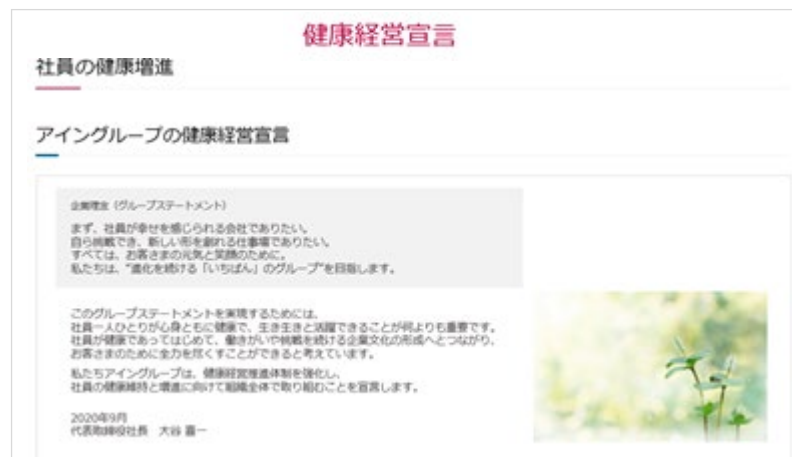 健康経営宣言
社員の健康増進
アイングループの健康経営宣言
企業理念（グループステートメント）
まず、社員が幸せを感じられる会社でありたい。
自ら挑戦でき、新しい形を創れる仕事場でありたい。
すべては、お客さまの元気と笑顔のために。
私たちは、“進化を続ける「いちばん」のグループ”を目指します。
このグループステートメントを実現するためには、
社員一人ひとりが心身ともに健康で、生き生きと活躍できることが何よりも重要です。
社員が健康であってはじめて、働きがいや挑戦を続ける企業文化の形成へとつながり、
お客さまのために全力を尽くすことができると考えています。
私たちアイングループは、健康経営推進体制を強化し、
社員の健康維持と増進に向けて組織全体で取り組むことを宣言します。
2020年9月
代表取締役社長　大谷 喜一